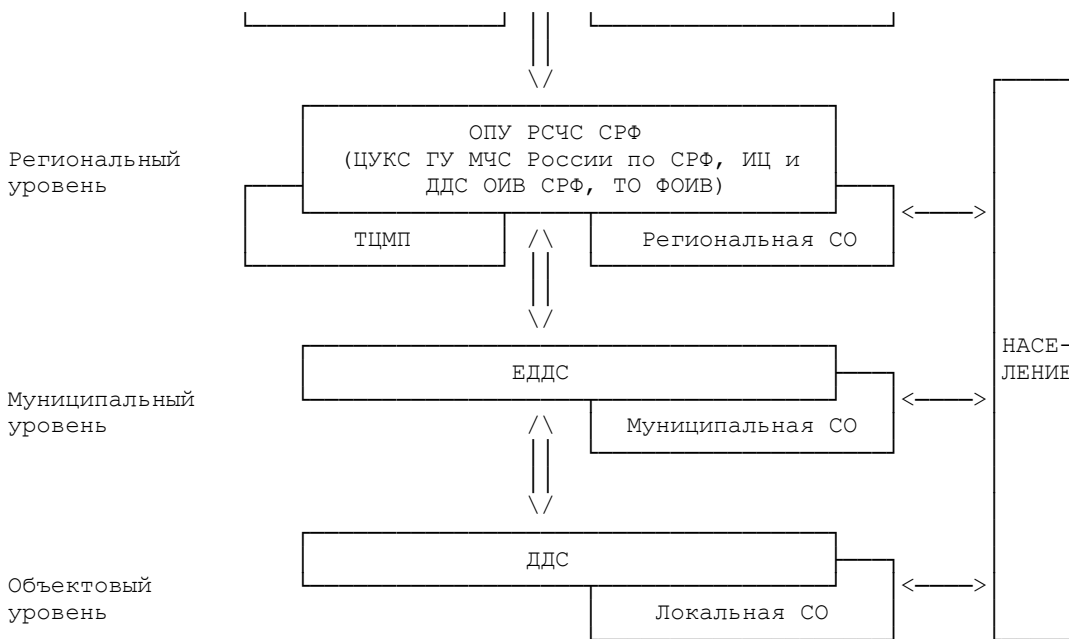 ОПУ РСЧС СРФ
Региональный
уровень
(ЦУКС ГУ МЧС России по СРФ, ИЦ и
ДДС ОИВ СРФ, ТО ФОИВ)
ТЦМП
Региональная СО
НАСЕ-
ЛЕНИЕ
ЕДДС
Муниципальный
уровень
Муниципальная СО
ДДС
Объектовый
уровень
Локальная СО